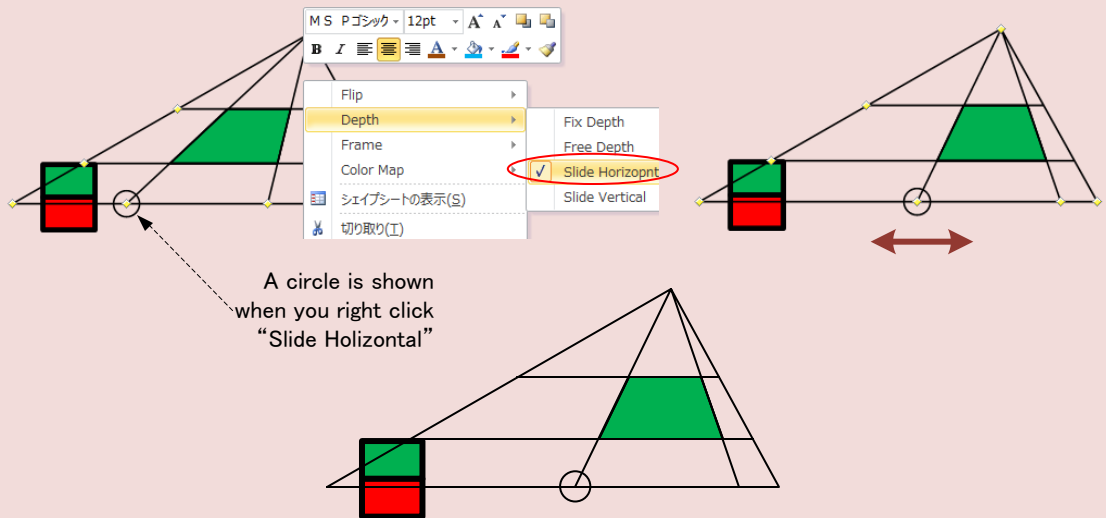 MS Pゴシック 12pt A A
B I A
Flip
Depth
Frame
Color Map
シェイプシートの表示(S)
切り取り(T)
Fix Depth
Free Depth
Slide Horizopnt
Slide Vertical
A circle is shown
when you right click
“Slide Holizontal”